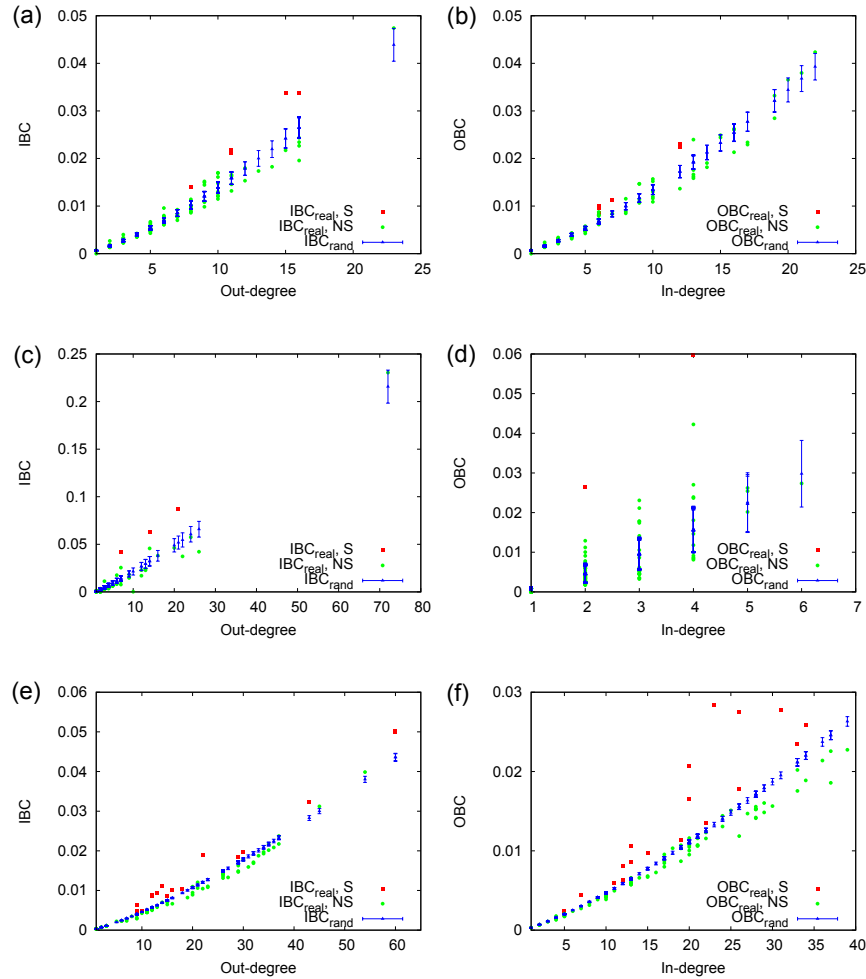 (a)
0.05
0.04
0.03
0.02
0.01
0
IBC
5
10
15
20
25
Out-degree
IBCreal, S
IBCreal, NS
IBCrand
(b)
0.05
0.04
0.03
0.02
0.01
0
OBC
5
10
15
20
25
In-degree
OBCreal, S
OBCreal, NS
OBCrand
(c)
0.25
0.2
0.15
0.1
0.05
0
IBC
10
20
30
40
50
60
70
80
Out-degree
IBCreal, S
IBCreal, NS
IBCrand
(d)
0.06
0.05
0.04
0.03
0.02
0.01
0
OBC
1
2
3
4
5
6
7
In-degree
OBCreal, S
OBCreal, NS
OBCrand
(e)
0.06
0.05
0.04
0.03
0.02
0.01
0
IBC
10
20
30
40
50
60
Out-degree
IBCreal, S
IBCreal, NS
IBCrand
(f)
0.03
0.02
0.01
0
OBC
5
10
15
20
25
30
35
40
In-degree
OBCreal, S
OBCreal, NS
OBCrand